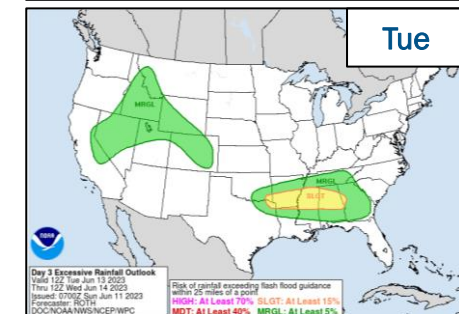 Tue
MRGL
MRGL
SLGT
NOAA
Day 3 Excessive Rainfall Outlook
Valid 12Z Tue Jun 13 2023
Thru 12Z Wed Jun 14 2023
Issued: 0700Z Sun Jun 11 2023
Forecaster: ROTH
DOC/NOAA/NWS/NCEP/WPC
Risk of rainfall exceeding flash flood guidance
within 25 miles of a point
HIGH: At Least 70% SLGT: At Least 15%
MDT: At Least 40% MRGL: At Least 5%